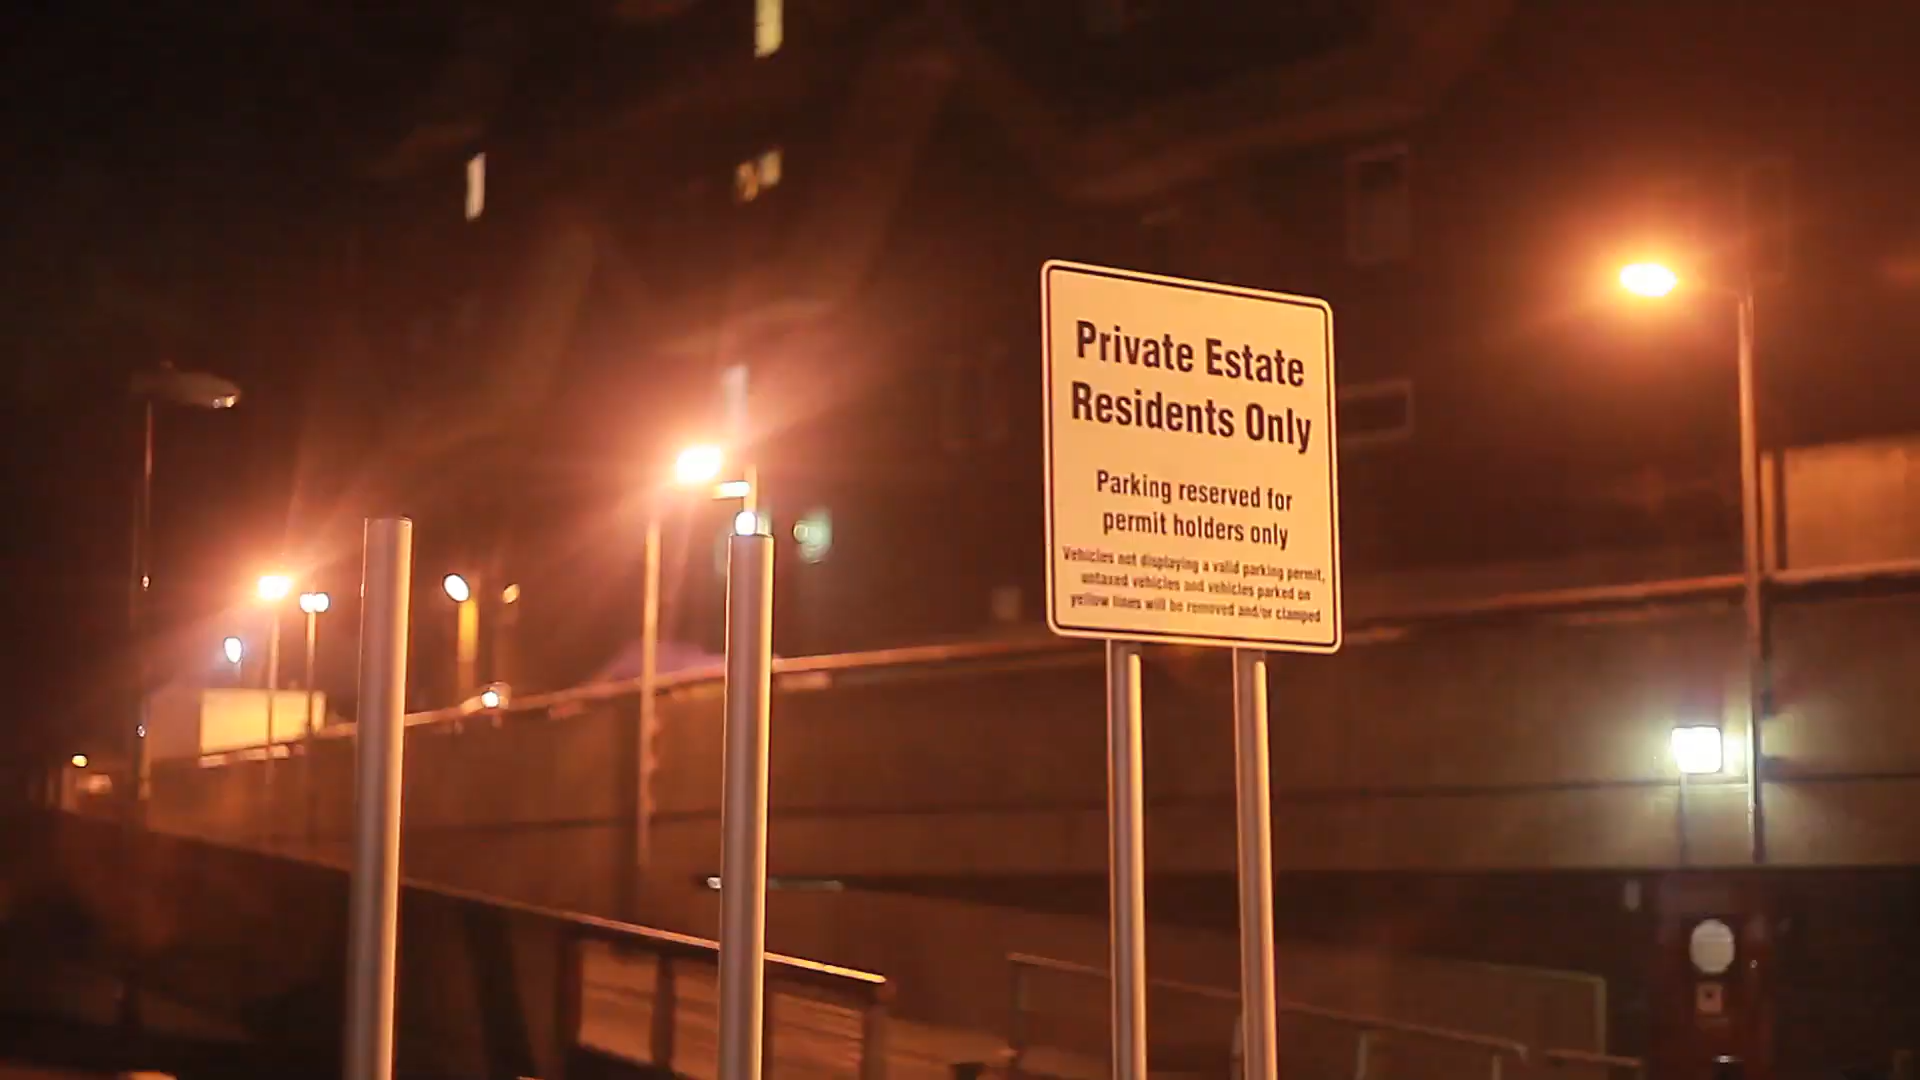 Private Estate
Residents Only
Parking reserved for
permit holders only
Vehicles not displaying a valid parking permit,
untaxed vehicles and vehicles parked on
yellow lines will be removed and/or clamped